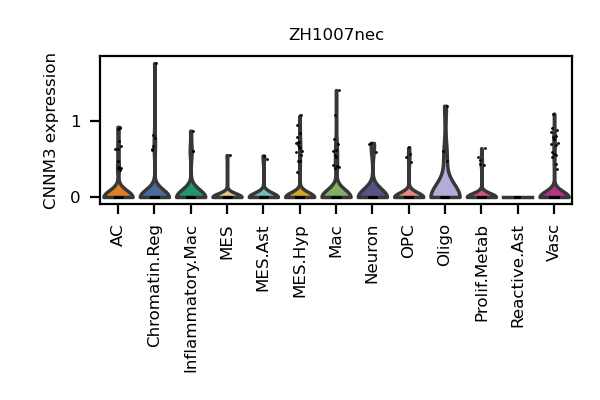 ZH1007nec
CNNM3 expression
1
0
AC
Chromatin.Reg
Inflammatory.Mac
MES
MES.Ast
MES.Hyp
Mac
Neuron
OPC
Oligo
Prolif.Metab
Reactive.Ast
Vasc